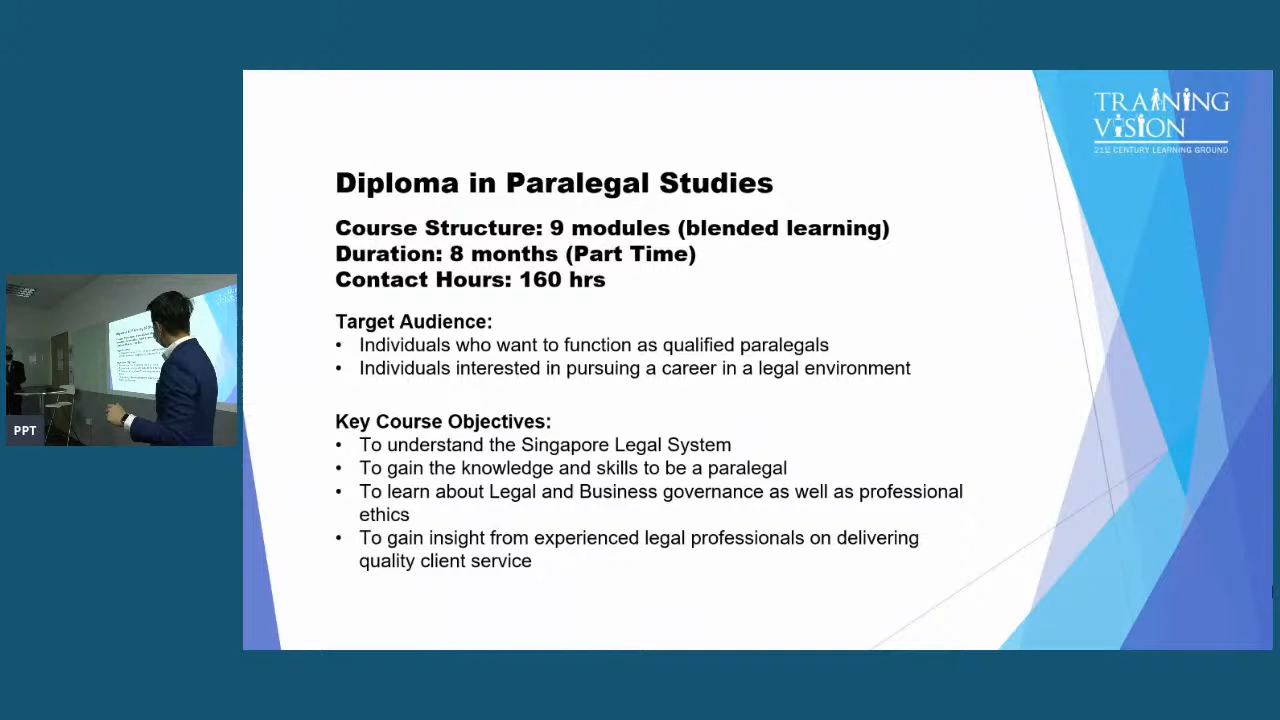 TRAINING
VISION
21ST CENTURY LEARNING GROUND
Diploma in Paralegal Studies
Course Structure: 9 modules (blended learning)
Duration: 8 months (Part Time)
Contact Hours: 160 hrs
Target Audience:
• Individuals who want to function as qualified paralegals
• Individuals interested in pursuing a career in a legal environment
Key Course Objectives:
• To understand the Singapore Legal System
• To gain the knowledge and skills to be a paralegal
• To learn about Legal and Business governance as well as professional
ethics
• To gain insight from experienced legal professionals on delivering
quality client service
PPT